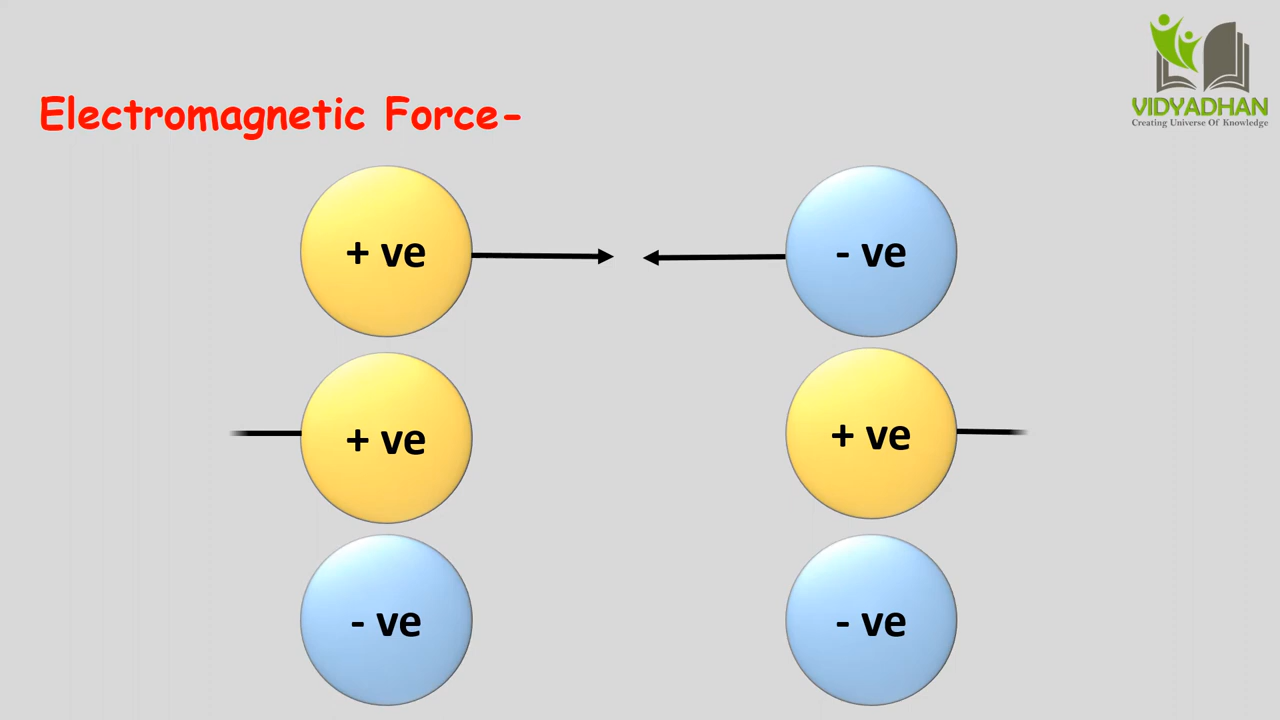 VIDYADHAN
Creating Universe Of Knowledge
Electromagnetic Force-
+ ve
- ve
+ ve
+ ve
- ve
- ve